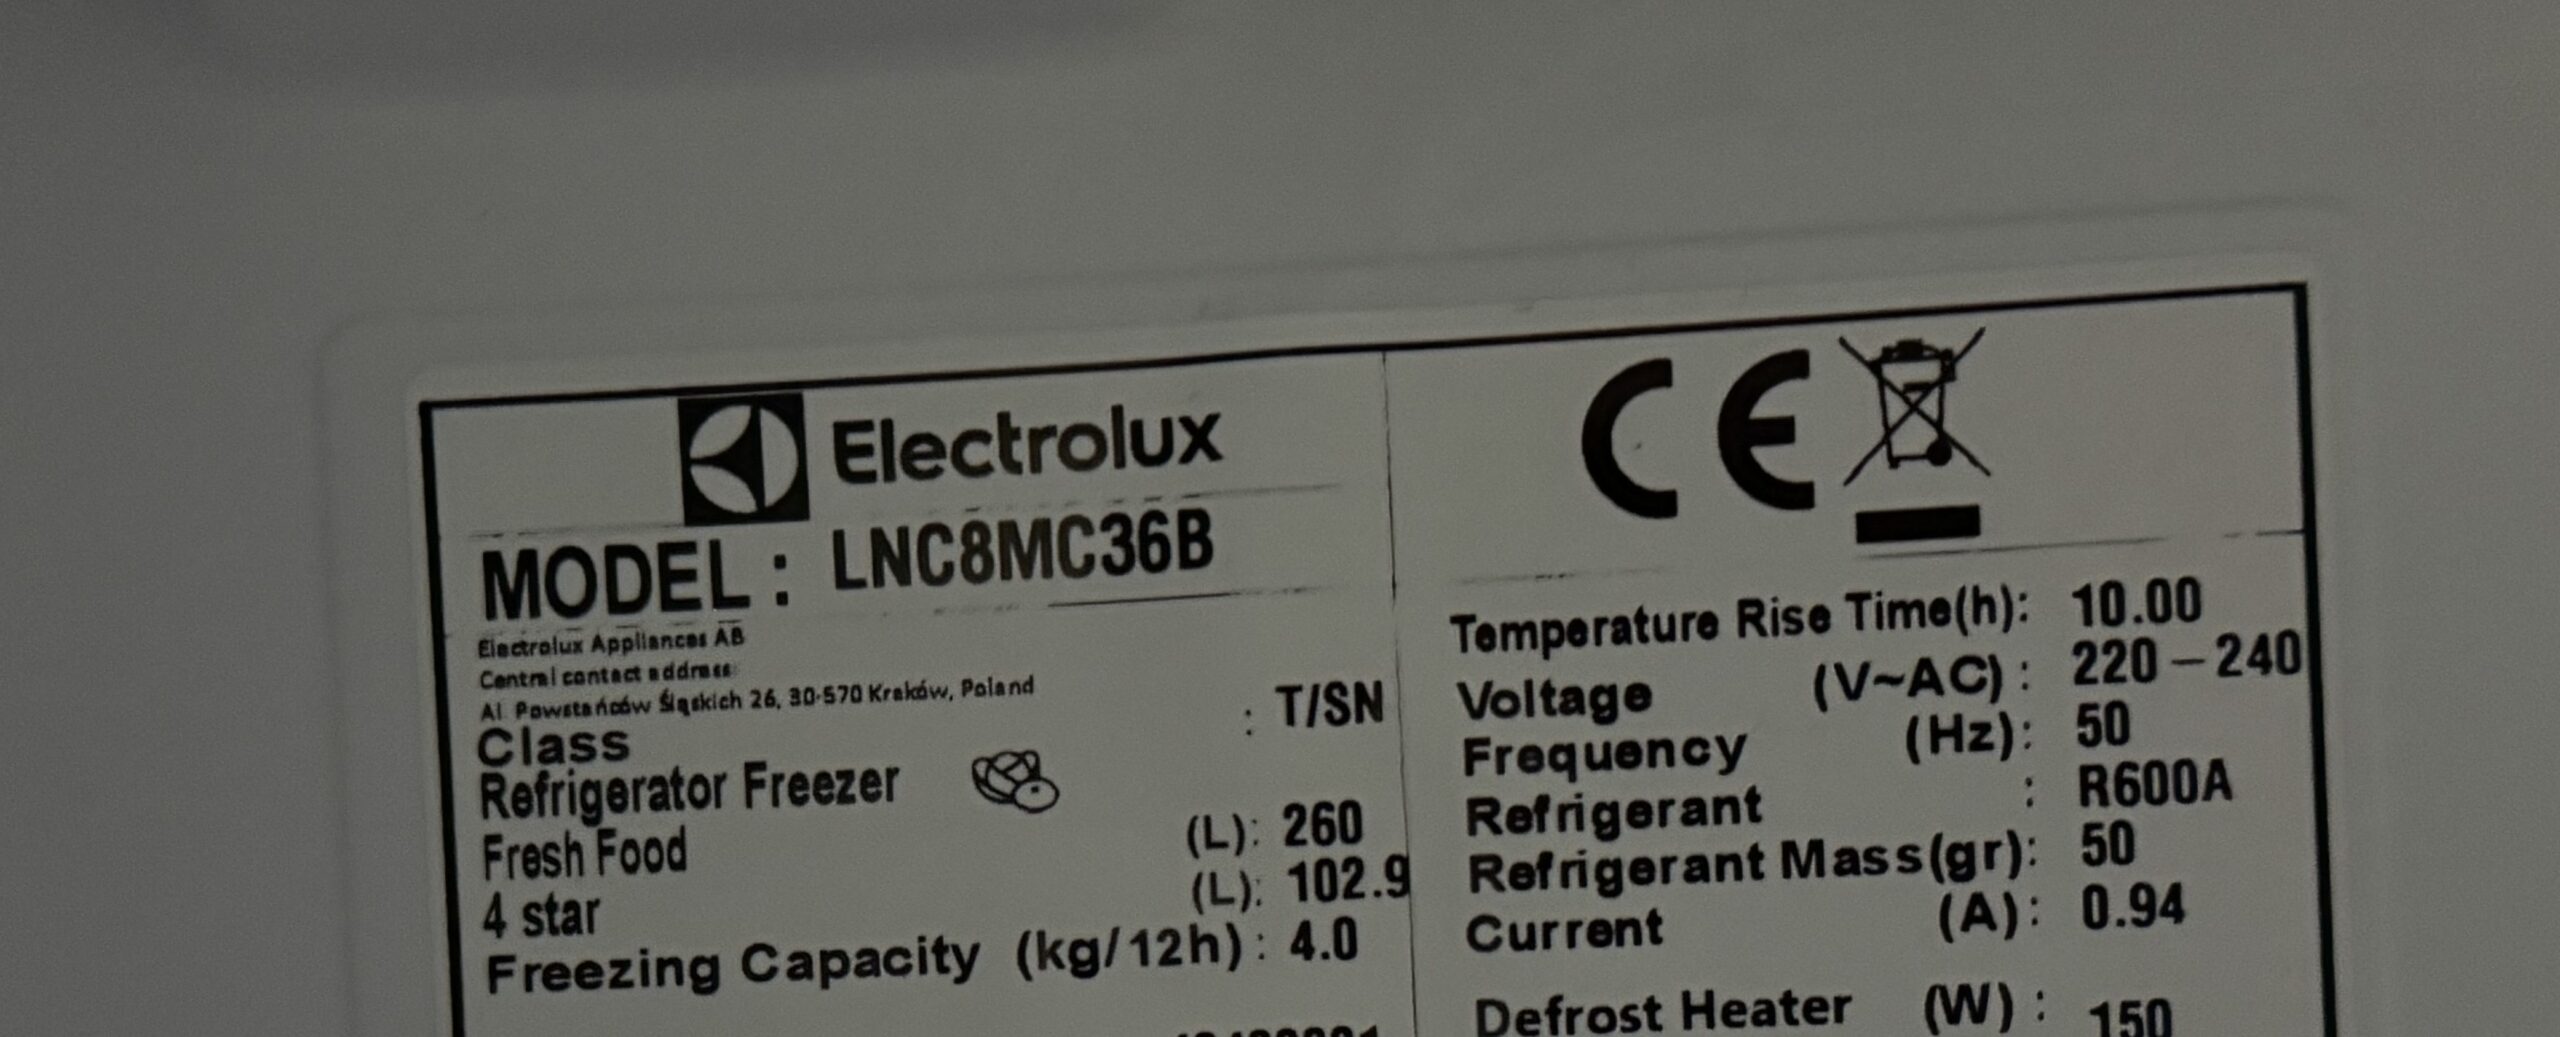 Electrolux
MODEL : LNC8MC36B
Electrolux Appliances AB
Central contact address:
Al. Powstańców Śląskich 26, 30-570 Kraków, Poland
Class : T/SN
Refrigerator Freezer
Fresh Food (L): 260
4 star (L): 102.9
Freezing Capacity (kg/12h) : 4.0
CE
Temperature Rise Time(h): 10.00
Voltage (V~AC) : 220 – 240
Frequency (Hz): 50
Refrigerant : R600A
Refrigerant Mass(gr): 50
Current (A): 0.94
Defrost Heater (W) : 150